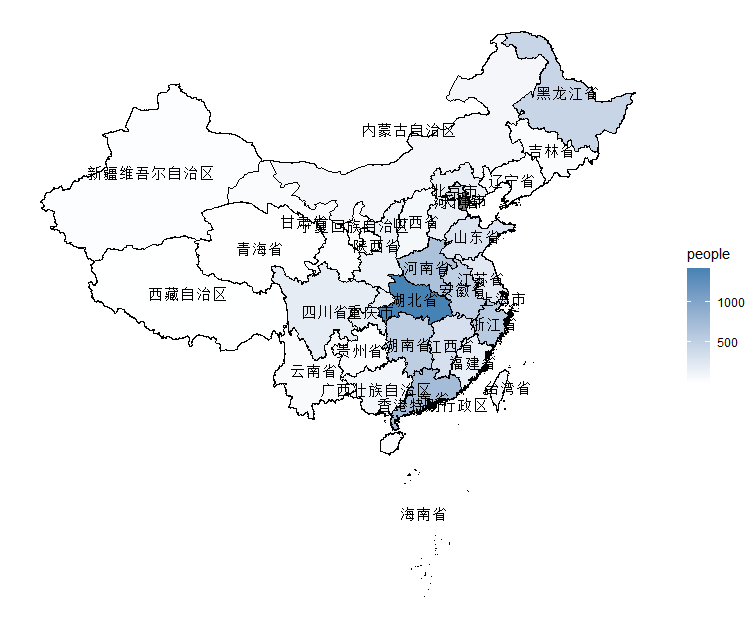 黑龙江省
内蒙古自治区
吉林省
新疆维吾尔自治区
辽宁省
北京市
河北省
甘肃省
宁夏回族自治区
山西省
陕西省
山东省
青海省
河南省
江苏省
安徽省
上海市
西藏自治区
湖北省
四川省
重庆市
浙江省
湖南省
江西省
贵州省
福建省
云南省
广西壮族自治区
台湾省
香港特别行政区
海南省
people
1000
500